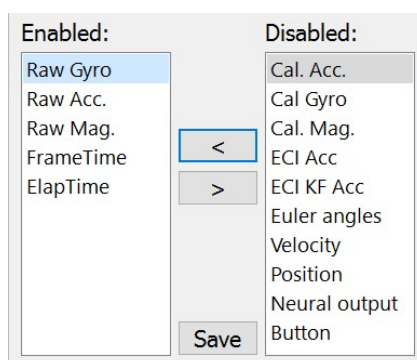 Enabled:
Raw Gyro
Raw Acc.
Raw Mag.
FrameTime
ElapTime
<
>
Save
Disabled:
Cal. Acc.
Cal Gyro
Cal. Mag.
ECI Acc
ECI KF Acc
Euler angles
Velocity
Position
Neural output
Button